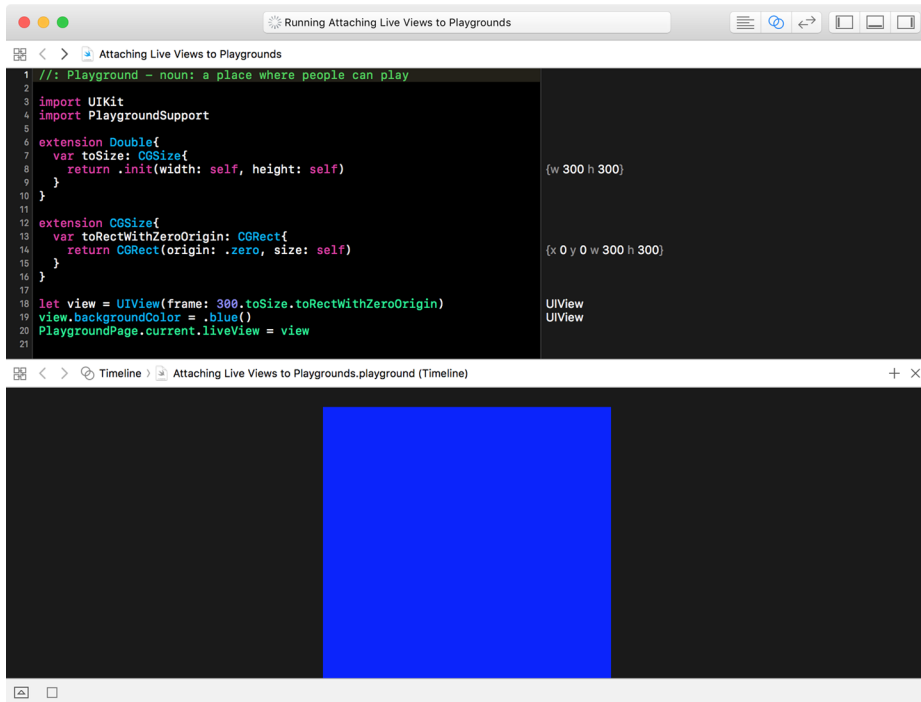 Running Attaching Live Views to Playgrounds
Attaching Live Views to Playgrounds
1 //: Playground – noun: a place where people can play
2
3 import UIKit
4 import PlaygroundSupport
5
6 extension Double{
7   var toSize: CGSize{
8     return .init(width: self, height: self) {w 300 h 300}
9   }
10 }
11
12 extension CGSize{
13   var toRectWithZeroOrigin: CGRect{
14     return CGRect(origin: .zero, size: self) {x 0 y 0 w 300 h 300}
15   }
16 }
17
18 let view = UIView(frame: 300.toSize.toRectWithZeroOrigin) UIView
19 view.backgroundColor = .blue() UIView
20 PlaygroundPage.current.liveView = view
21
Timeline 〉 Attaching Live Views to Playgrounds.playground (Timeline)